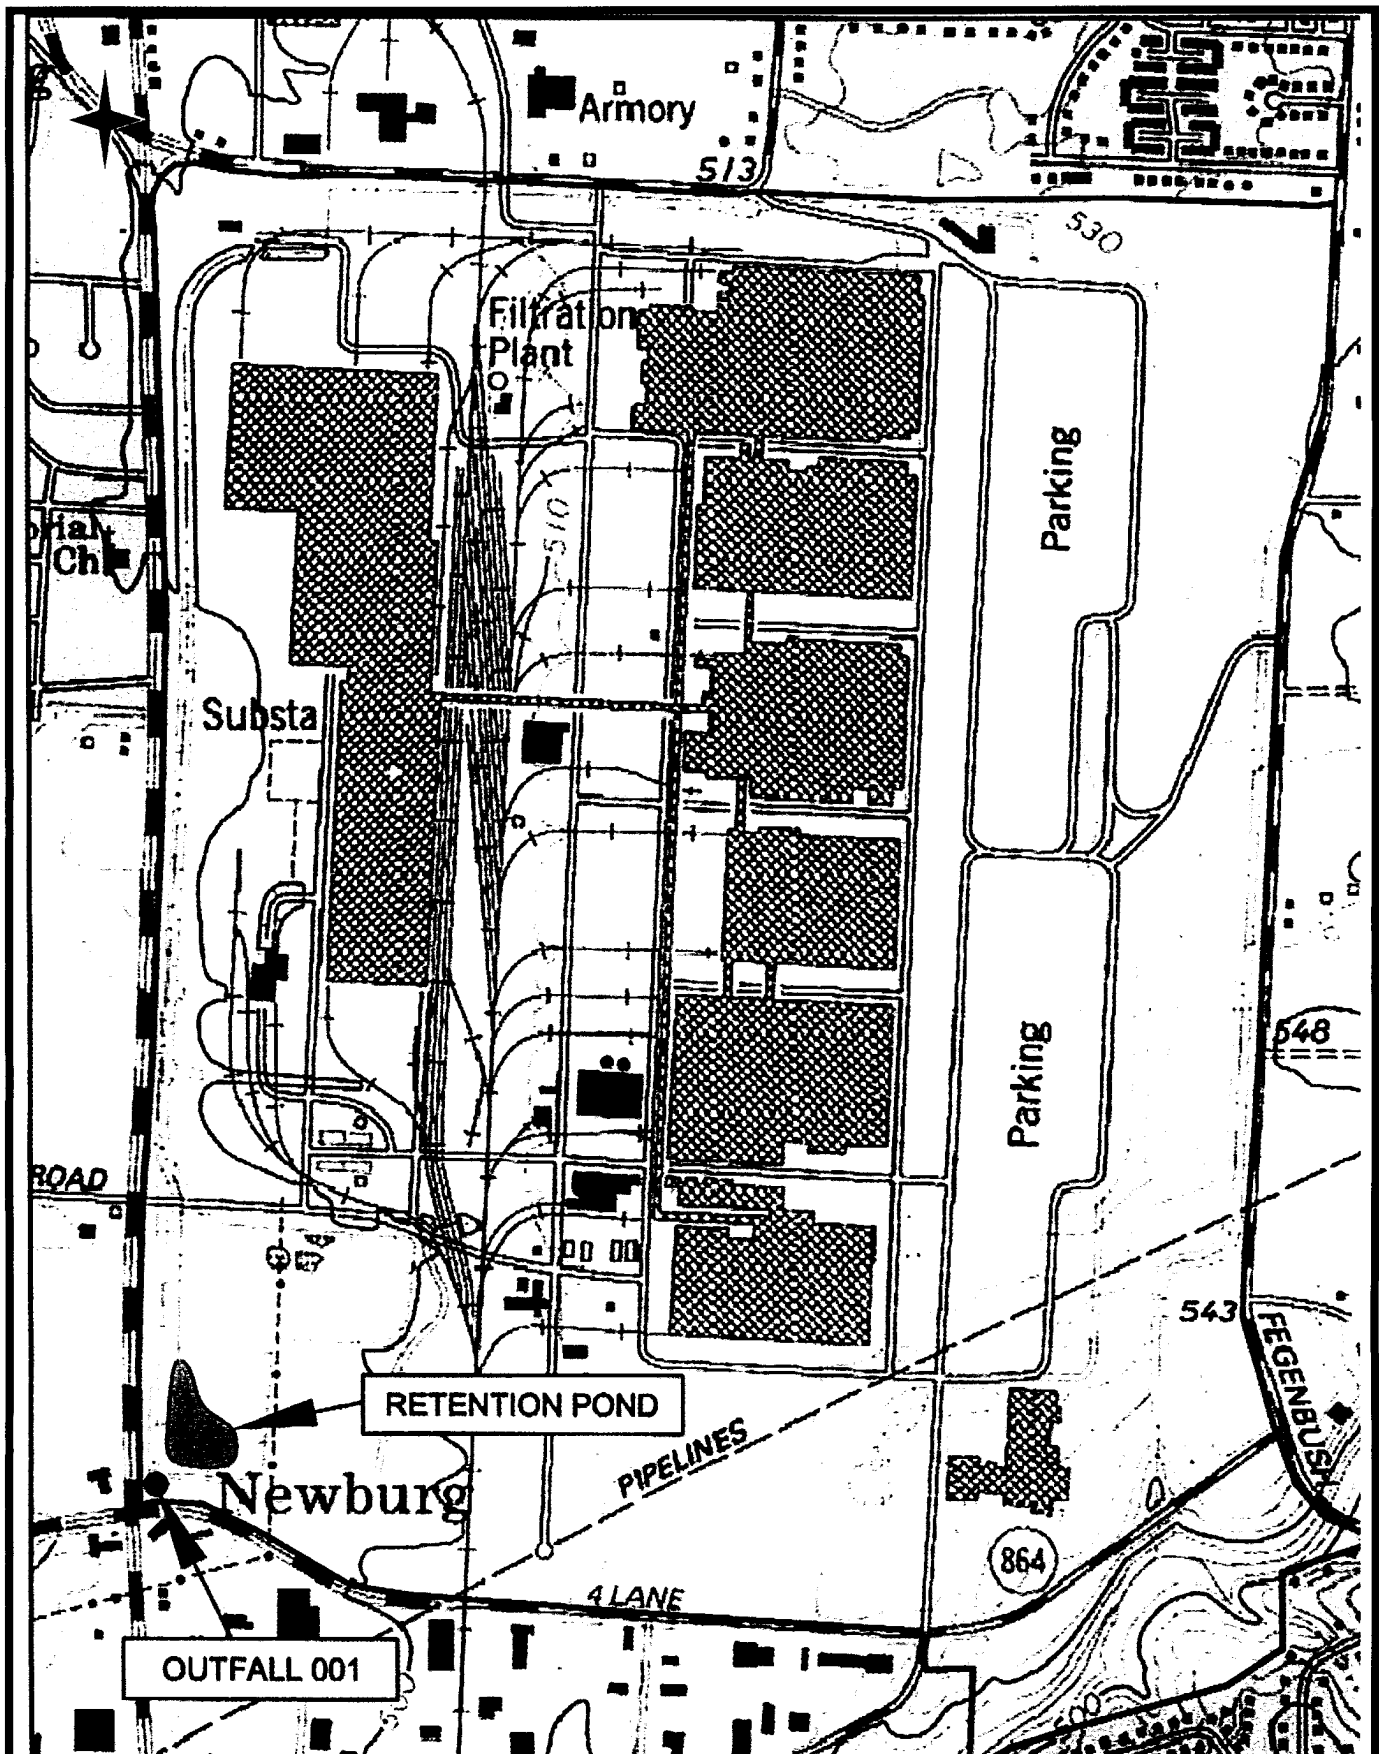 Armory
513
530
Filtration
Plant
Parking
510
Ch
Substa
548
ROAD
543
FEGENBUSH
RETENTION POND
PIPELINES
Newburg
864
4 LANE
OUTFALL 001